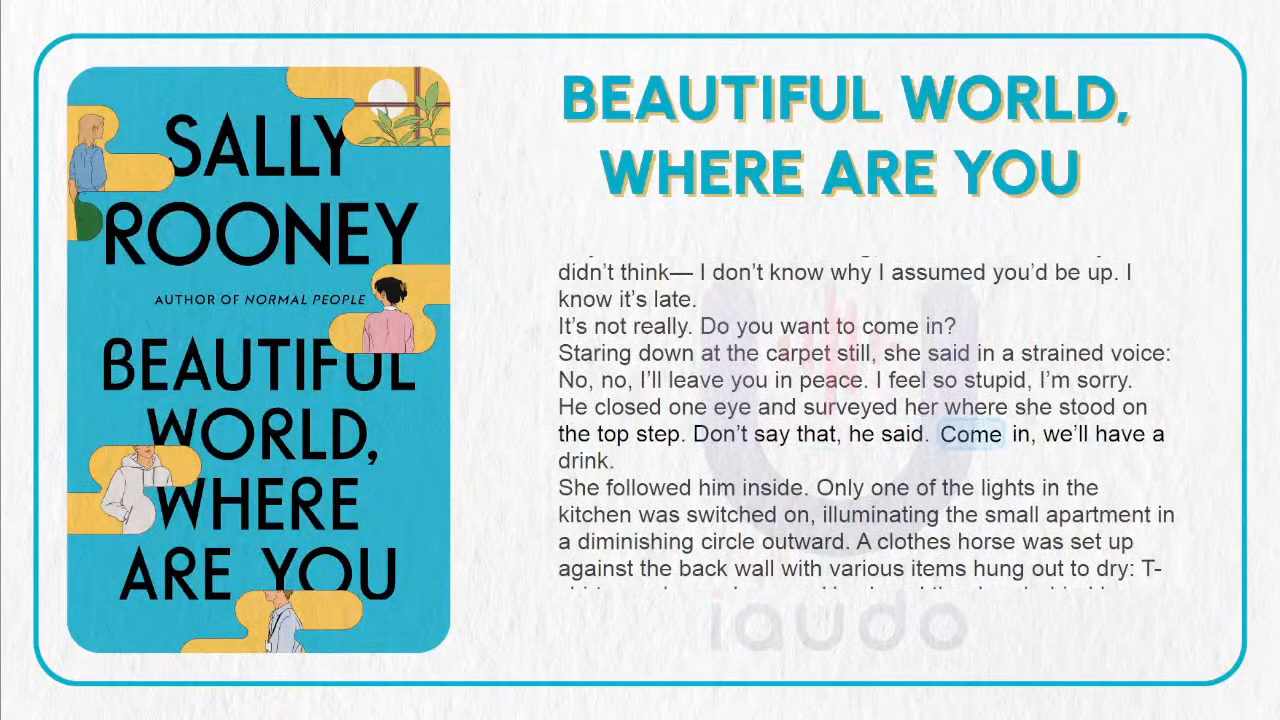 SALLY
ROONEY
AUTHOR OF NORMAL PEOPLE
BEAUTIFUL
WORLD,
WHERE
ARE YOU
BEAUTIFUL WORLD,
WHERE ARE YOU
didn’t think— I don’t know why I assumed you’d be up. I
know it’s late.
It’s not really. Do you want to come in?
Staring down at the carpet still, she said in a strained voice:
No, no, I’ll leave you in peace. I feel so stupid, I’m sorry.
He closed one eye and surveyed her where she stood on
the top step. Don’t say that, he said. Come in, we’ll have a
drink.
She followed him inside. Only one of the lights in the
kitchen was switched on, illuminating the small apartment in
a diminishing circle outward. A clothes horse was set up
against the back wall with various items hung out to dry: T-
iaudo